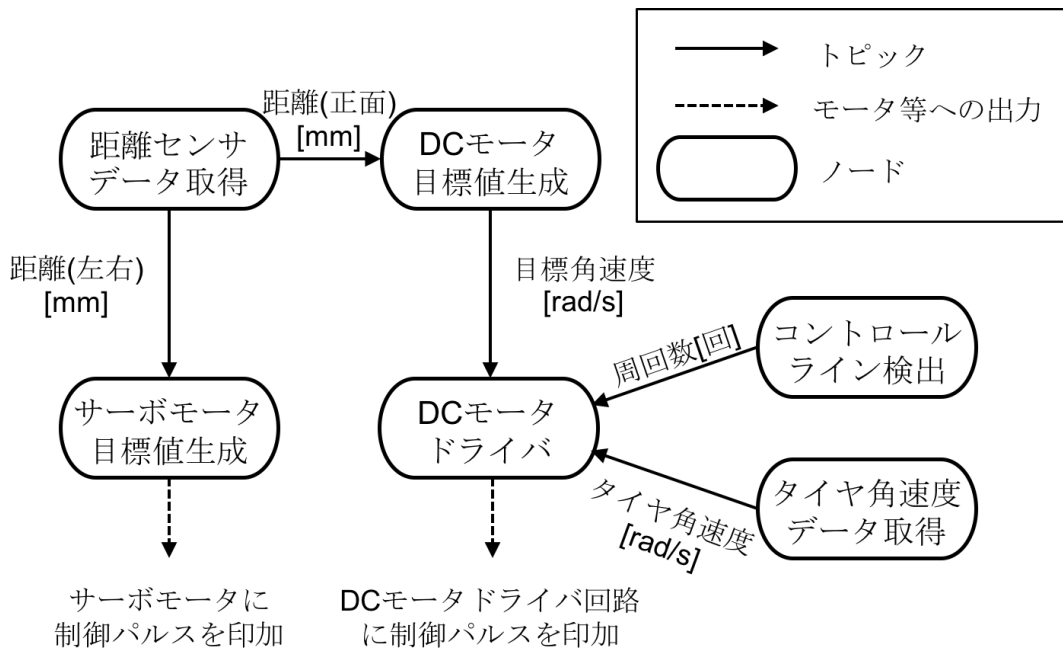 トピック
モータ等への出力
ノード
距離(正面)
[mm]
距離センサ
データ取得
DCモータ
目標値生成
距離(左右)
[mm]
目標角速度
[rad/s]
コントロール
ライン検出
周回数[回]
サーボモータ
目標値生成
DCモータ
ドライバ
タイヤ角速度
[rad/s]
タイヤ角速度
データ取得
サーボモータに
制御パルスを印加
DCモータドライバ回路
に制御パルスを印加